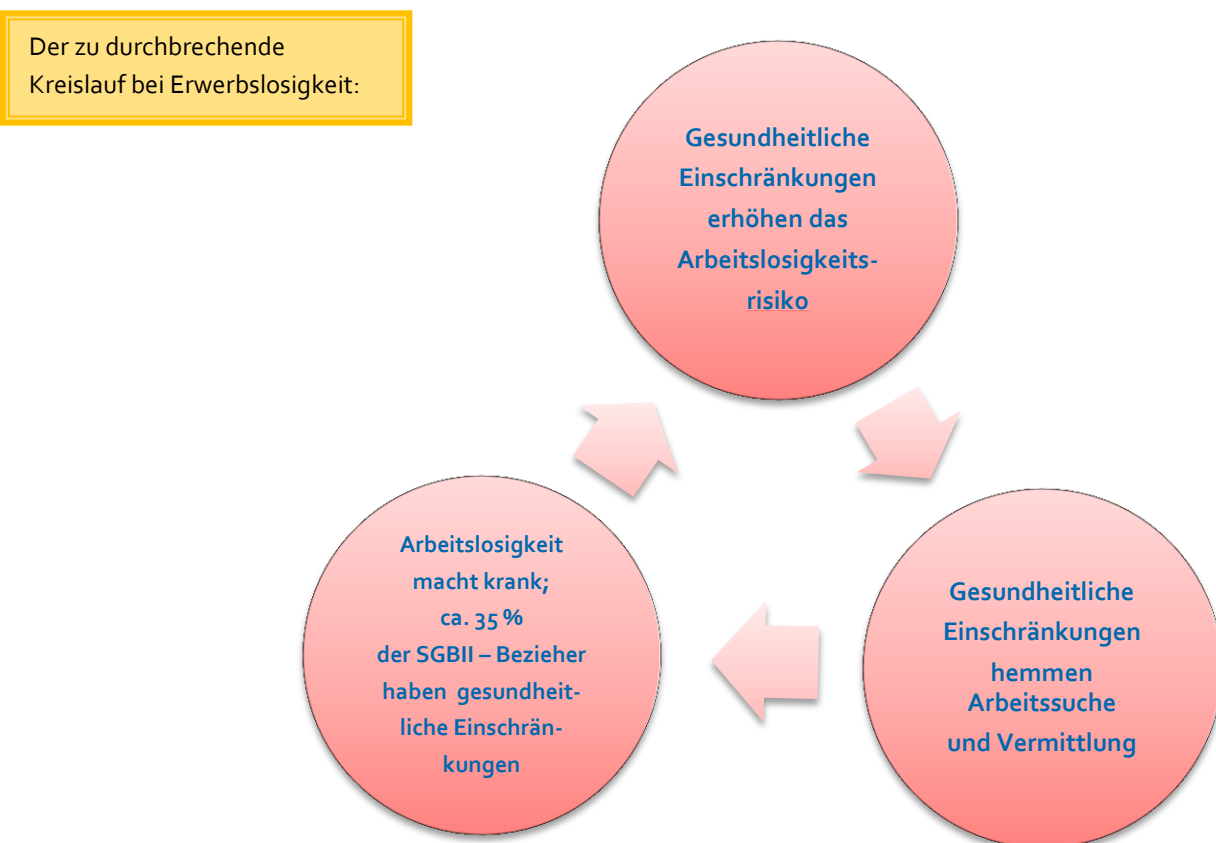 Der zu durchbrechende
Kreislauf bei Erwerbslosigkeit:
Gesundheitliche
Einschränkungen
erhöhen das
Arbeitslosigkeits-
risiko
Gesundheitliche
Einschränkungen
hemmen
Arbeitssuche
und Vermittlung
Arbeitslosigkeit
macht krank;
ca. 35 %
der SGBII – Bezieher
haben gesundheit-
liche Einschrän-
kungen